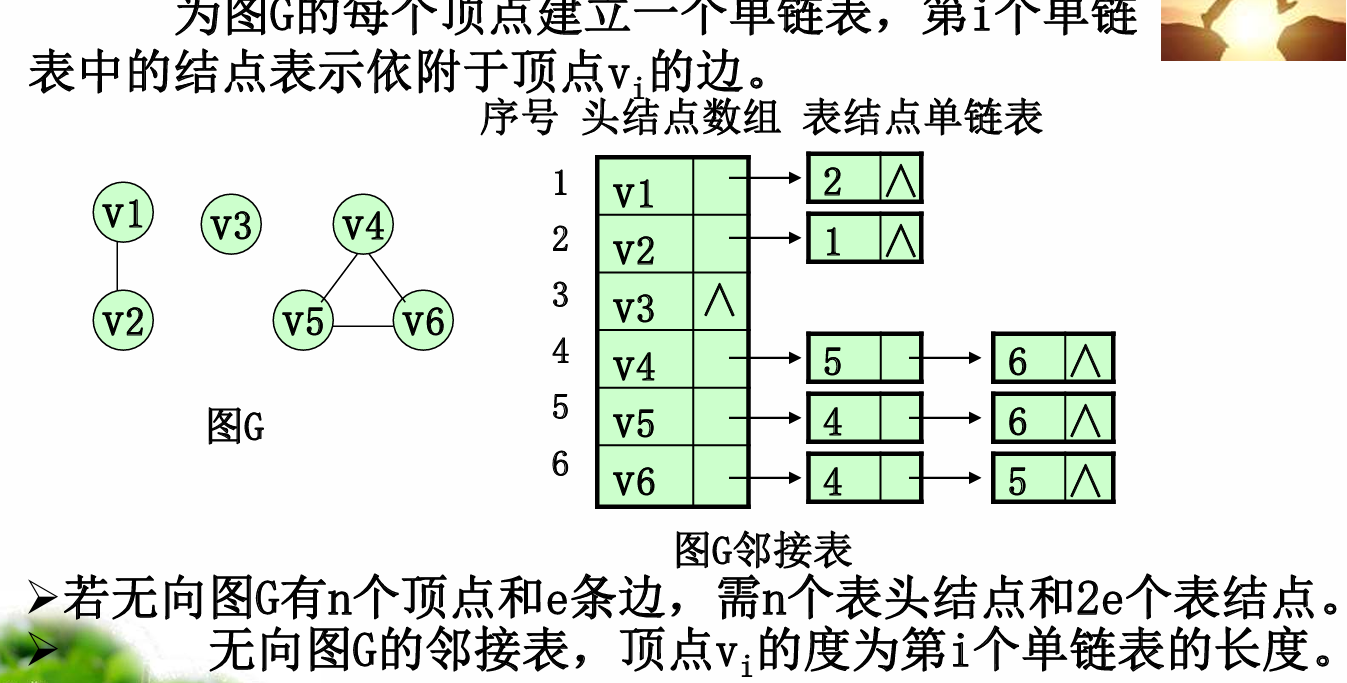 为图G的每个顶点建立一个单链表，第i个单链
表中的结点表示依附于顶点vi的边。
序号 头结点数组 表结点单链表
v1 v3 v4
v2 v5 v6
图G
1 v1 2 ∧
2 v2 1 ∧
3 v3 ∧
4 v4 5 6 ∧
5 v5 4 6 ∧
6 v6 4 5 ∧
图G邻接表
➢若无向图G有n个顶点和e条边，需n个表头结点和2e个表结点。
➢ 无向图G的邻接表，顶点vi的度为第i个单链表的长度。